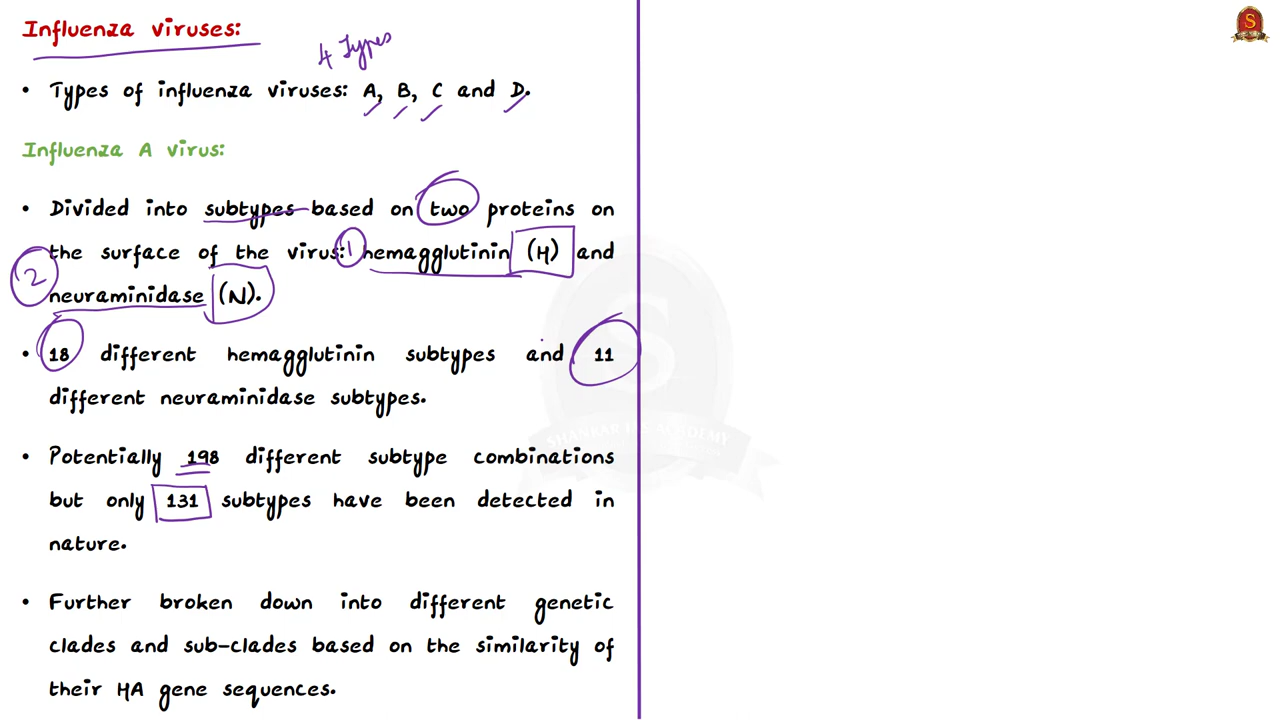 Influenza viruses:
4 Types
• Types of influenza viruses: A, B, C and D.
Influenza A virus:
• Divided into subtypes based on two proteins on
the surface of the virus: 1 hemagglutinin (H) and
2
neuraminidase (N).
• 18 different hemagglutinin subtypes and 11
different neuraminidase subtypes.
• Potentially 198 different subtype combinations
but only 131 subtypes have been detected in
nature.
• Further broken down into different genetic
clades and sub-clades based on the similarity of
their HA gene sequences.
S
SHANKAR IAS ACADEMY
S